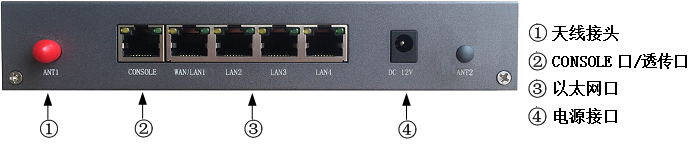 ANT1 CONSOLE WAN/LAN1 LAN2 LAN3 LAN4 DC 12V ANT2
① ② ③ ④
① 天线接头
② CONSOLE 口/透传口
③ 以太网口
④ 电源接口